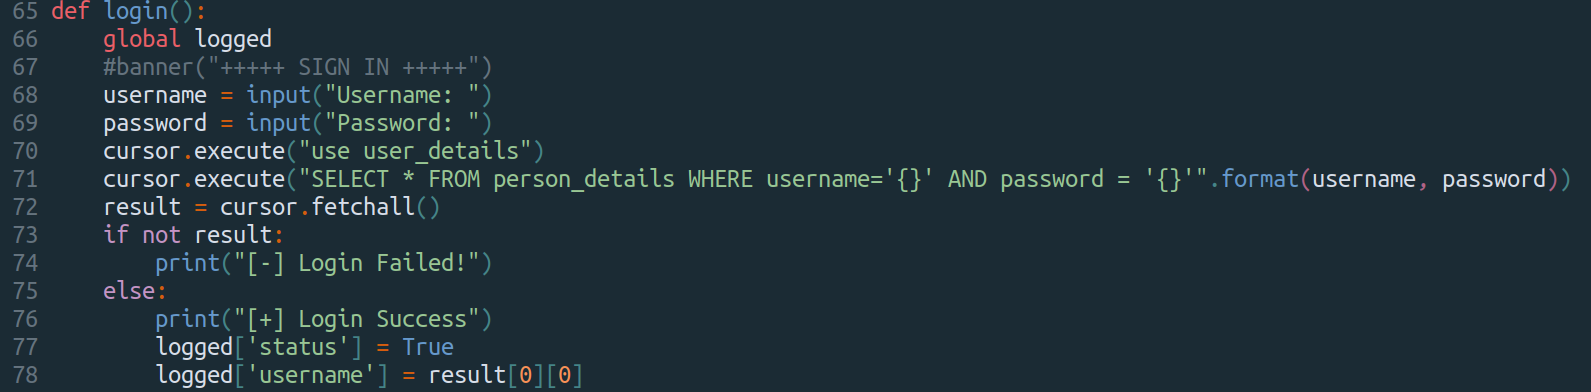 65 def login():
66     global logged
67     #banner("+++++ SIGN IN +++++")
68     username = input("Username: ")
69     password = input("Password: ")
70     cursor.execute("use user_details")
71     cursor.execute("SELECT * FROM person_details WHERE username='{}' AND password = '{}'".format(username, password))
72     result = cursor.fetchall()
73     if not result:
74         print("[-] Login Failed!")
75     else:
76         print("[+] Login Success")
77         logged['status'] = True
78         logged['username'] = result[0][0]